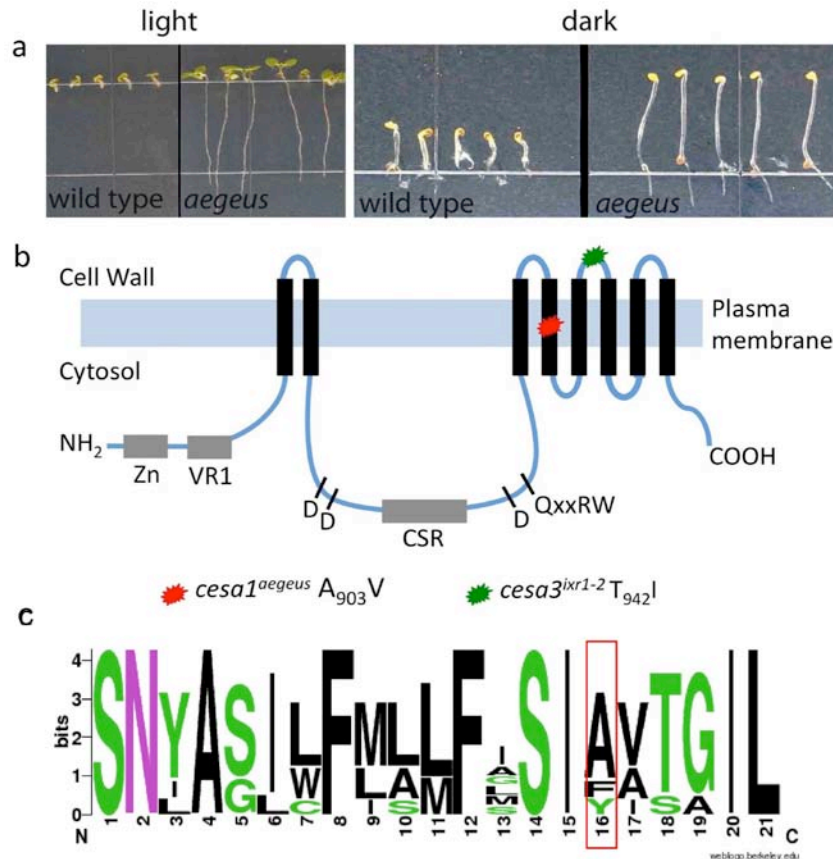 light dark
a
wild type aegeus wild type aegeus
b
Cell Wall
Plasma
membrane
Cytosol
NH2
Zn VR1
COOH
D D
CSR
D QxxRW
cesa1aegeus A903V cesa3ixr1-2 T942I
c
bits
4
3
2
1
0
SNYASILFMLLFISIAVTGIL
I G L W L A M A F A S A
L C I S G L Y I
M S
N 1 2 3 4 5 6 7 8 9 10 11 12 13 14 15 16 17 18 19 20 21 C
weblogo.berkeley.edu